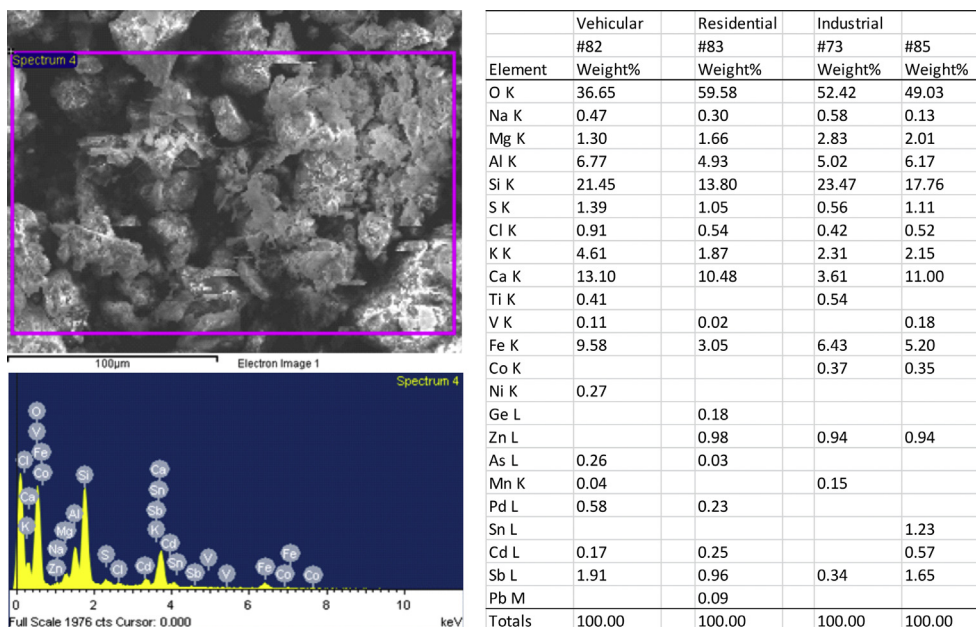 Spectrum 4
100µm Electron Image 1
Spectrum 4
O
V
Cl Fe
Co
Ca
K
Si
Al
Mg
Na
Zn
S
Cl
Ca
Sn
Sb
K
Cd
Cd
Sn
Sb
V
V
Fe
Fe
Co
Co
0 2 4 6 8 10
Full Scale 1976 cts Cursor: 0.000 keV
Vehicular Residential Industrial
#82 #83 #73 #85
Element Weight% Weight% Weight% Weight%
O K 36.65 59.58 52.42 49.03
Na K 0.47 0.30 0.58 0.13
Mg K 1.30 1.66 2.83 2.01
Al K 6.77 4.93 5.02 6.17
Si K 21.45 13.80 23.47 17.76
S K 1.39 1.05 0.56 1.11
Cl K 0.91 0.54 0.42 0.52
K K 4.61 1.87 2.31 2.15
Ca K 13.10 10.48 3.61 11.00
Ti K 0.41 0.54
V K 0.11 0.02 0.18
Fe K 9.58 3.05 6.43 5.20
Co K 0.37 0.35
Ni K 0.27
Ge L 0.18
Zn L 0.98 0.94 0.94
As L 0.26 0.03
Mn K 0.04 0.15
Pd L 0.58 0.23
Sn L 1.23
Cd L 0.17 0.25 0.57
Sb L 1.91 0.96 0.34 1.65
Pb M 0.09
Totals 100.00 100.00 100.00 100.00